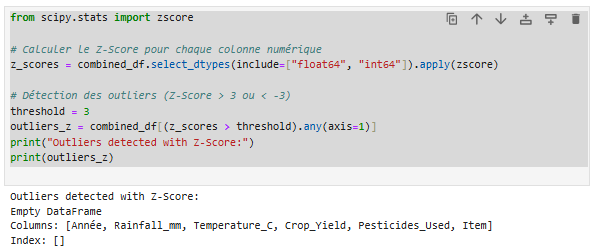 from scipy.stats import zscore
# Calculer le Z-Score pour chaque colonne numérique
z_scores = combined_df.select_dtypes(include=["float64", "int64"]).apply(zscore)
# Détection des outliers (Z-Score > 3 ou < -3)
threshold = 3
outliers_z = combined_df[(z_scores > threshold).any(axis=1)]
print("Outliers detected with Z-Score:")
print(outliers_z)
Outliers detected with Z-Score:
Empty DataFrame
Columns: [Année, Rainfall_mm, Temperature_C, Crop_Yield, Pesticides_Used, Item]
Index: []